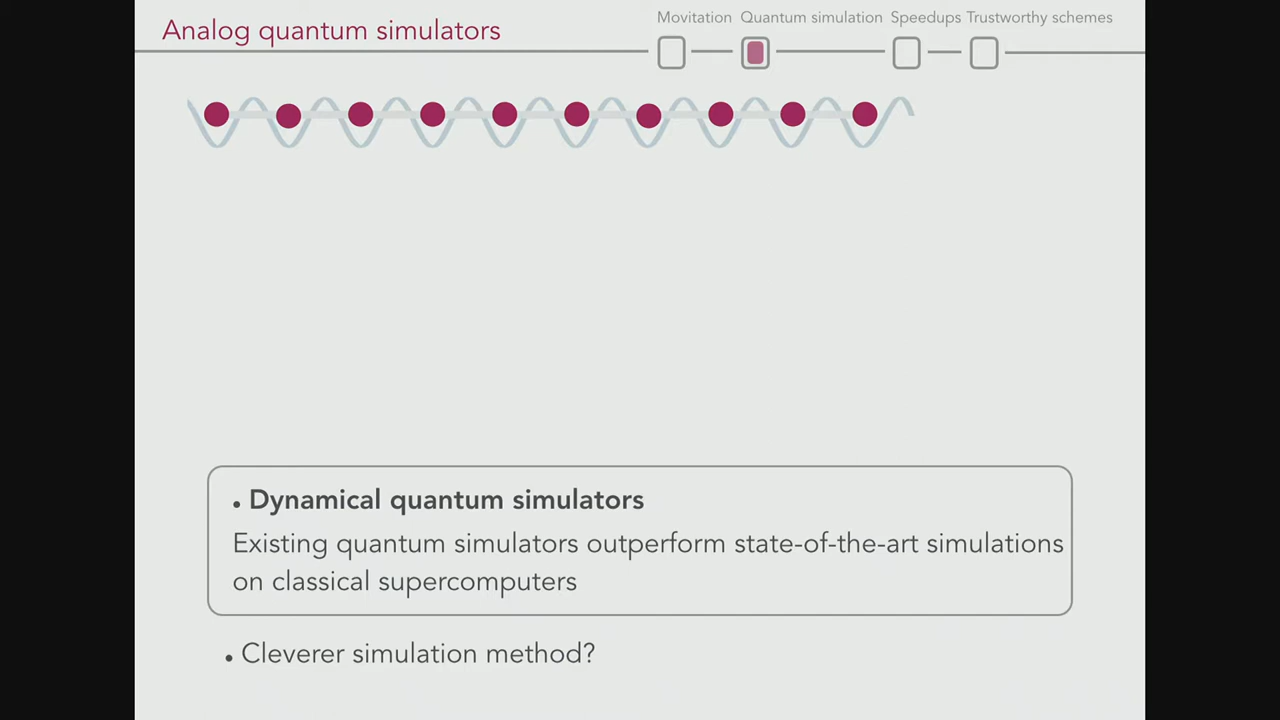 Analog quantum simulators
Movitation Quantum simulation Speedups Trustworthy schemes
• Dynamical quantum simulators
Existing quantum simulators outperform state-of-the-art simulations
on classical supercomputers
• Cleverer simulation method?